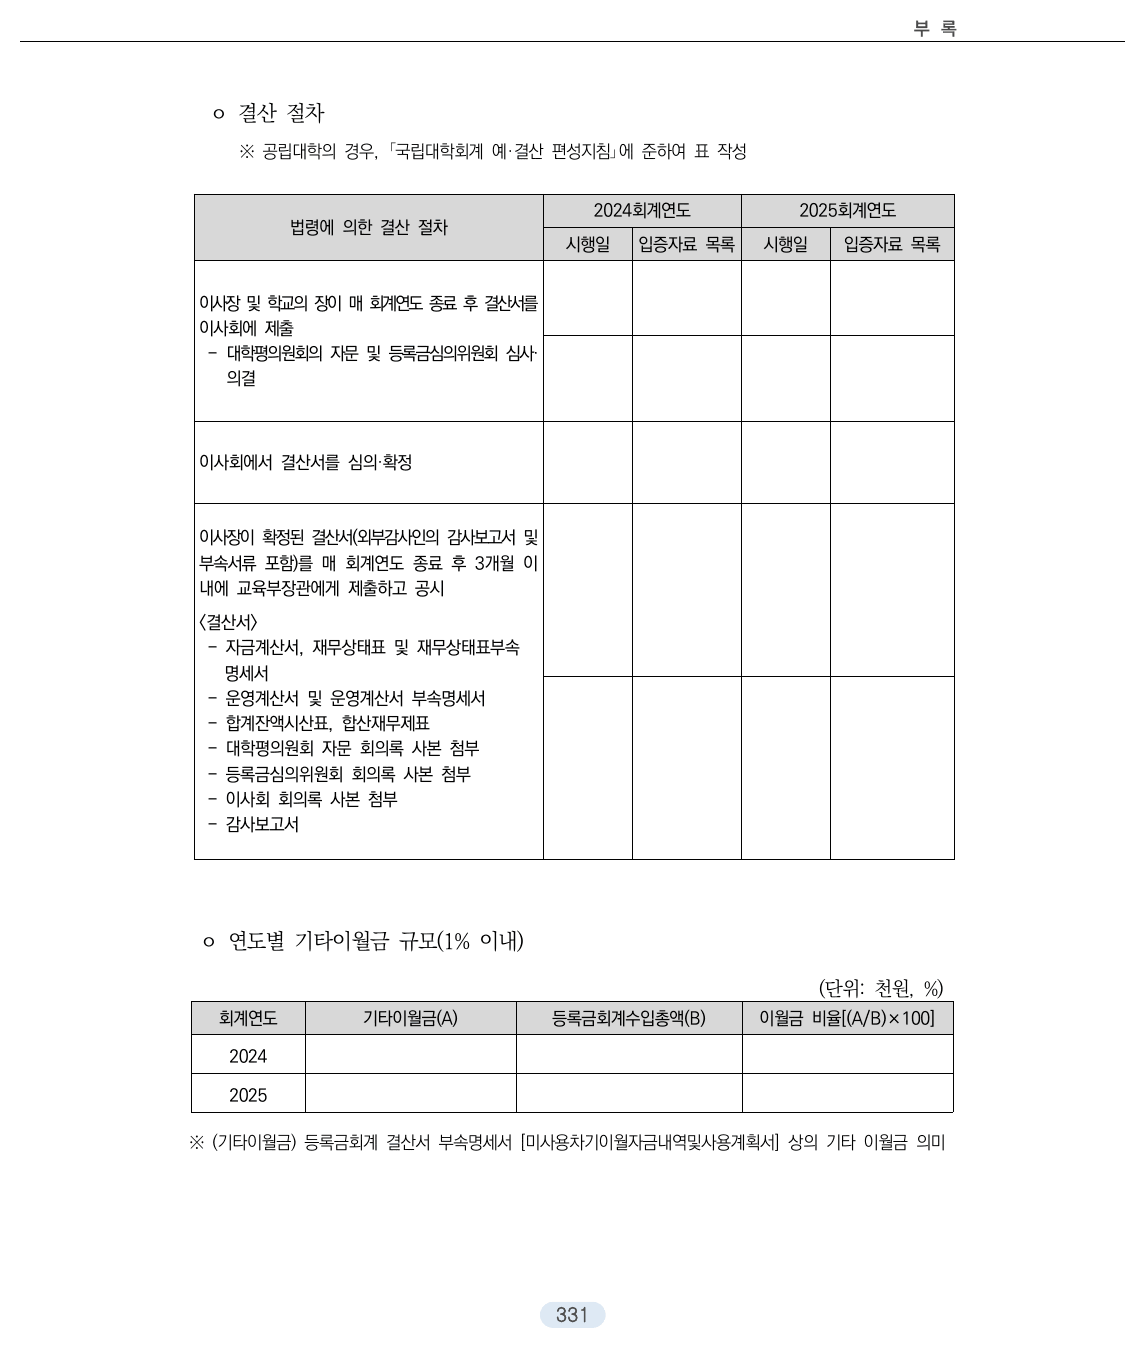 부 록
ㅇ 결산 절차
※ 공립대학의 경우, 「국립대학회계 예·결산 편성지침」에 준하여 표 작성
법령에 의한 결산 절차
2024회계연도
2025회계연도
시행일
입증자료 목록
시행일
입증자료 목록
이사장 및 학교의 장이 매 회계연도 종료 후 결산서를
이사회에 제출
- 대학평의원회의 자문 및 등록금심의위원회 심사·
의결
이사회에서 결산서를 심의·확정
이사장이 확정된 결산서(외부감사인의 감사보고서 및
부속서류 포함)를 매 회계연도 종료 후 3개월 이
내에 교육부장관에게 제출하고 공시
〈결산서〉
- 자금계산서, 재무상태표 및 재무상태표부속
명세서
- 운영계산서 및 운영계산서 부속명세서
- 합계잔액시산표, 합산재무제표
- 대학평의원회 자문 회의록 사본 첨부
- 등록금심의위원회 회의록 사본 첨부
- 이사회 회의록 사본 첨부
- 감사보고서
ㅇ 연도별 기타이월금 규모(1% 이내)
(단위: 천원, %)
회계연도
기타이월금(A)
등록금회계수입총액(B)
이월금 비율[(A/B)×100]
2024
2025
※ (기타이월금) 등록금회계 결산서 부속명세서 [미사용차기이월자금내역및사용계획서] 상의 기타 이월금 의미
331